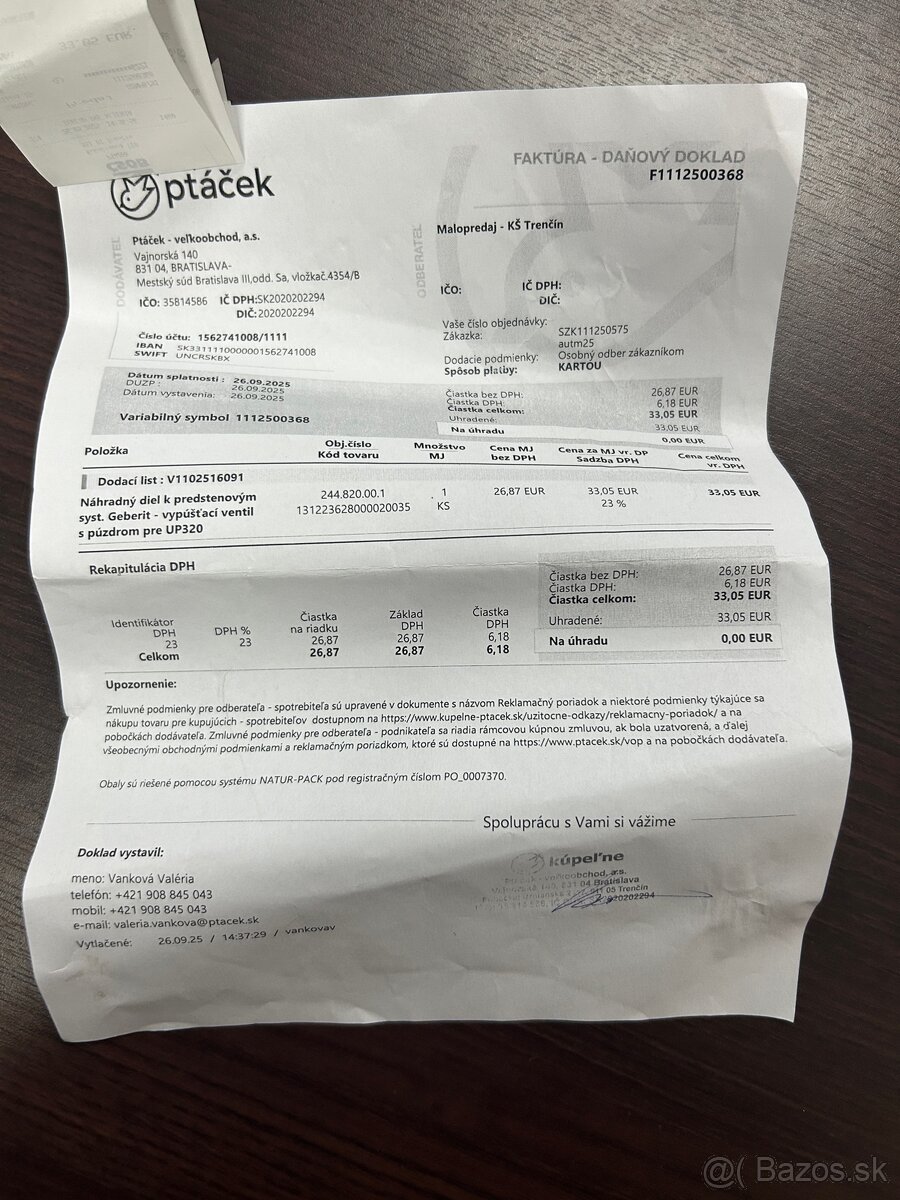 33.05 EUR.
ptáček
FAKTÚRA - DAŇOVÝ DOKLAD
F1112500368
DODÁVATEĽ
Ptáček - veľkoobchod, a.s.
Vajnorská 140
831 04, BRATISLAVA-
Mestský súd Bratislava III,odd. Sa, vložkač.4354/B
IČO: 35814586 IČ DPH:SK2020202294
DIČ:2020202294
Číslo účtu: 1562741008/1111
IBAN SK3311110000001562741008
SWIFT UNCRSKBX
ODBERATEĽ
Malopredaj - KŠ Trenčín
IČO: IČ DPH:
DIČ:
Vaše číslo objednávky:
Zákazka: SZK111250575
autm25
Dodacie podmienky: Osobný odber zákazníkom
Spôsob platby: KARTOU
Dátum splatnosti : 26.09.2025
DUZP : 26.09.2025
Dátum vystavenia: 26.09.2025
Variabilný symbol 1112500368
Čiastka bez DPH: 26,87 EUR
Čiastka DPH: 6,18 EUR
Čiastka celkom: 33,05 EUR
Uhradené: 33,05 EUR
Na úhradu 0,00 EUR
Položka Obj.číslo Množstvo Cena MJ Cena za MJ vr. DP Cena celkom
Kód tovaru MJ bez DPH Sadzba DPH vr. DPH
Dodací list : V1102516091
Náhradný diel k predstenovým 244.820.00.1 1 26,87 EUR 33,05 EUR 33,05 EUR
syst. Geberit - vypúšťací ventil 131223628000020035 KS 23 %
s púzdrom pre UP320
Rekapitulácia DPH
Identifikátor Čiastka Základ Čiastka
DPH DPH % na riadku DPH DPH
23 23 26,87 26,87 6,18
Celkom 26,87 26,87 6,18
Čiastka bez DPH: 26,87 EUR
Čiastka DPH: 6,18 EUR
Čiastka celkom: 33,05 EUR
Uhradené: 33,05 EUR
Na úhradu 0,00 EUR
Upozornenie:
Zmluvné podmienky pre odberateľa - spotrebiteľa sú upravené v dokumente s názvom Reklamačný poriadok a niektoré podmienky týkajúce sa
nákupu tovaru pre kupujúcich - spotrebiteľov dostupnom na https://www.kupelne-ptacek.sk/uzitocne-odkazy/reklamacny-poriadok/ a na
pobočkách dodávateľa. Zmluvné podmienky pre odberateľa - podnikateľa sa riadia rámcovou kúpnou zmluvou, ak bola uzatvorená, a ďalej
všeobecnými obchodnými podmienkami a reklamačným poriadkom, ktoré sú dostupné na https://www.ptacek.sk/vop a na pobočkách dodávateľa.
Obaly sú riešené pomocou systému NATUR-PACK pod registračným číslom PO_0007370.
Spoluprácu s Vami si vážime
Doklad vystavil:
meno: Vanková Valéria
telefón: +421 908 845 043
mobil: +421 908 845 043
e-mail: valeria.vankova@ptacek.sk
Vytlačené: 26.09.25 / 14:37:29 / vankovav
kúpeľne
Ptáček - veľkoobchod, a.s.
831 04 Bratislava
05 Trenčín
Bazos.sk